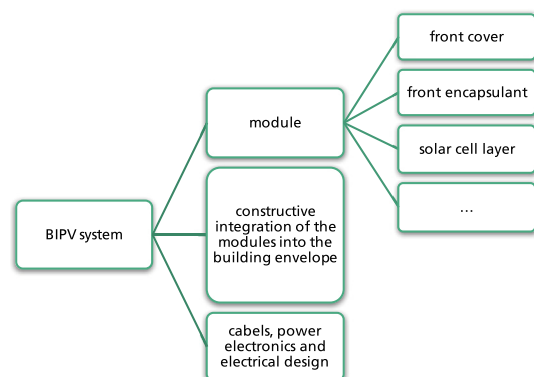 BIPV system
module
constructive
integration of the
modules into the
building envelope
cabels, power
electronics and
electrical design
front cover
front encapsulant
solar cell layer
...